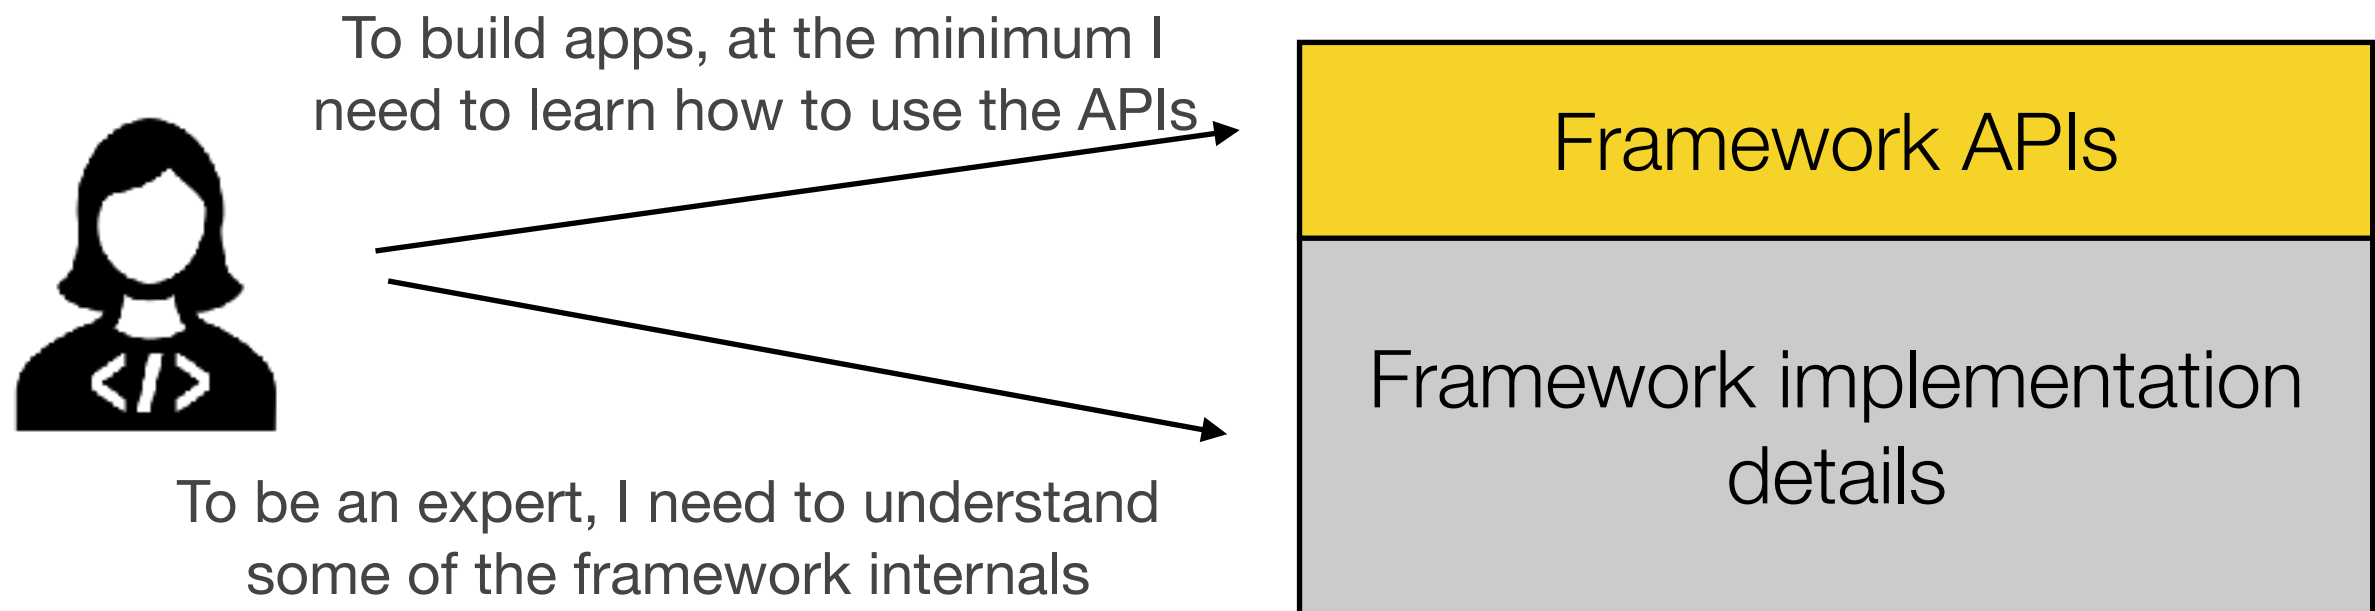 To build apps, at the minimum I
need to learn how to use the APIs
Framework APIs
</>
Framework implementation
details
To be an expert, I need to understand
some of the framework internals